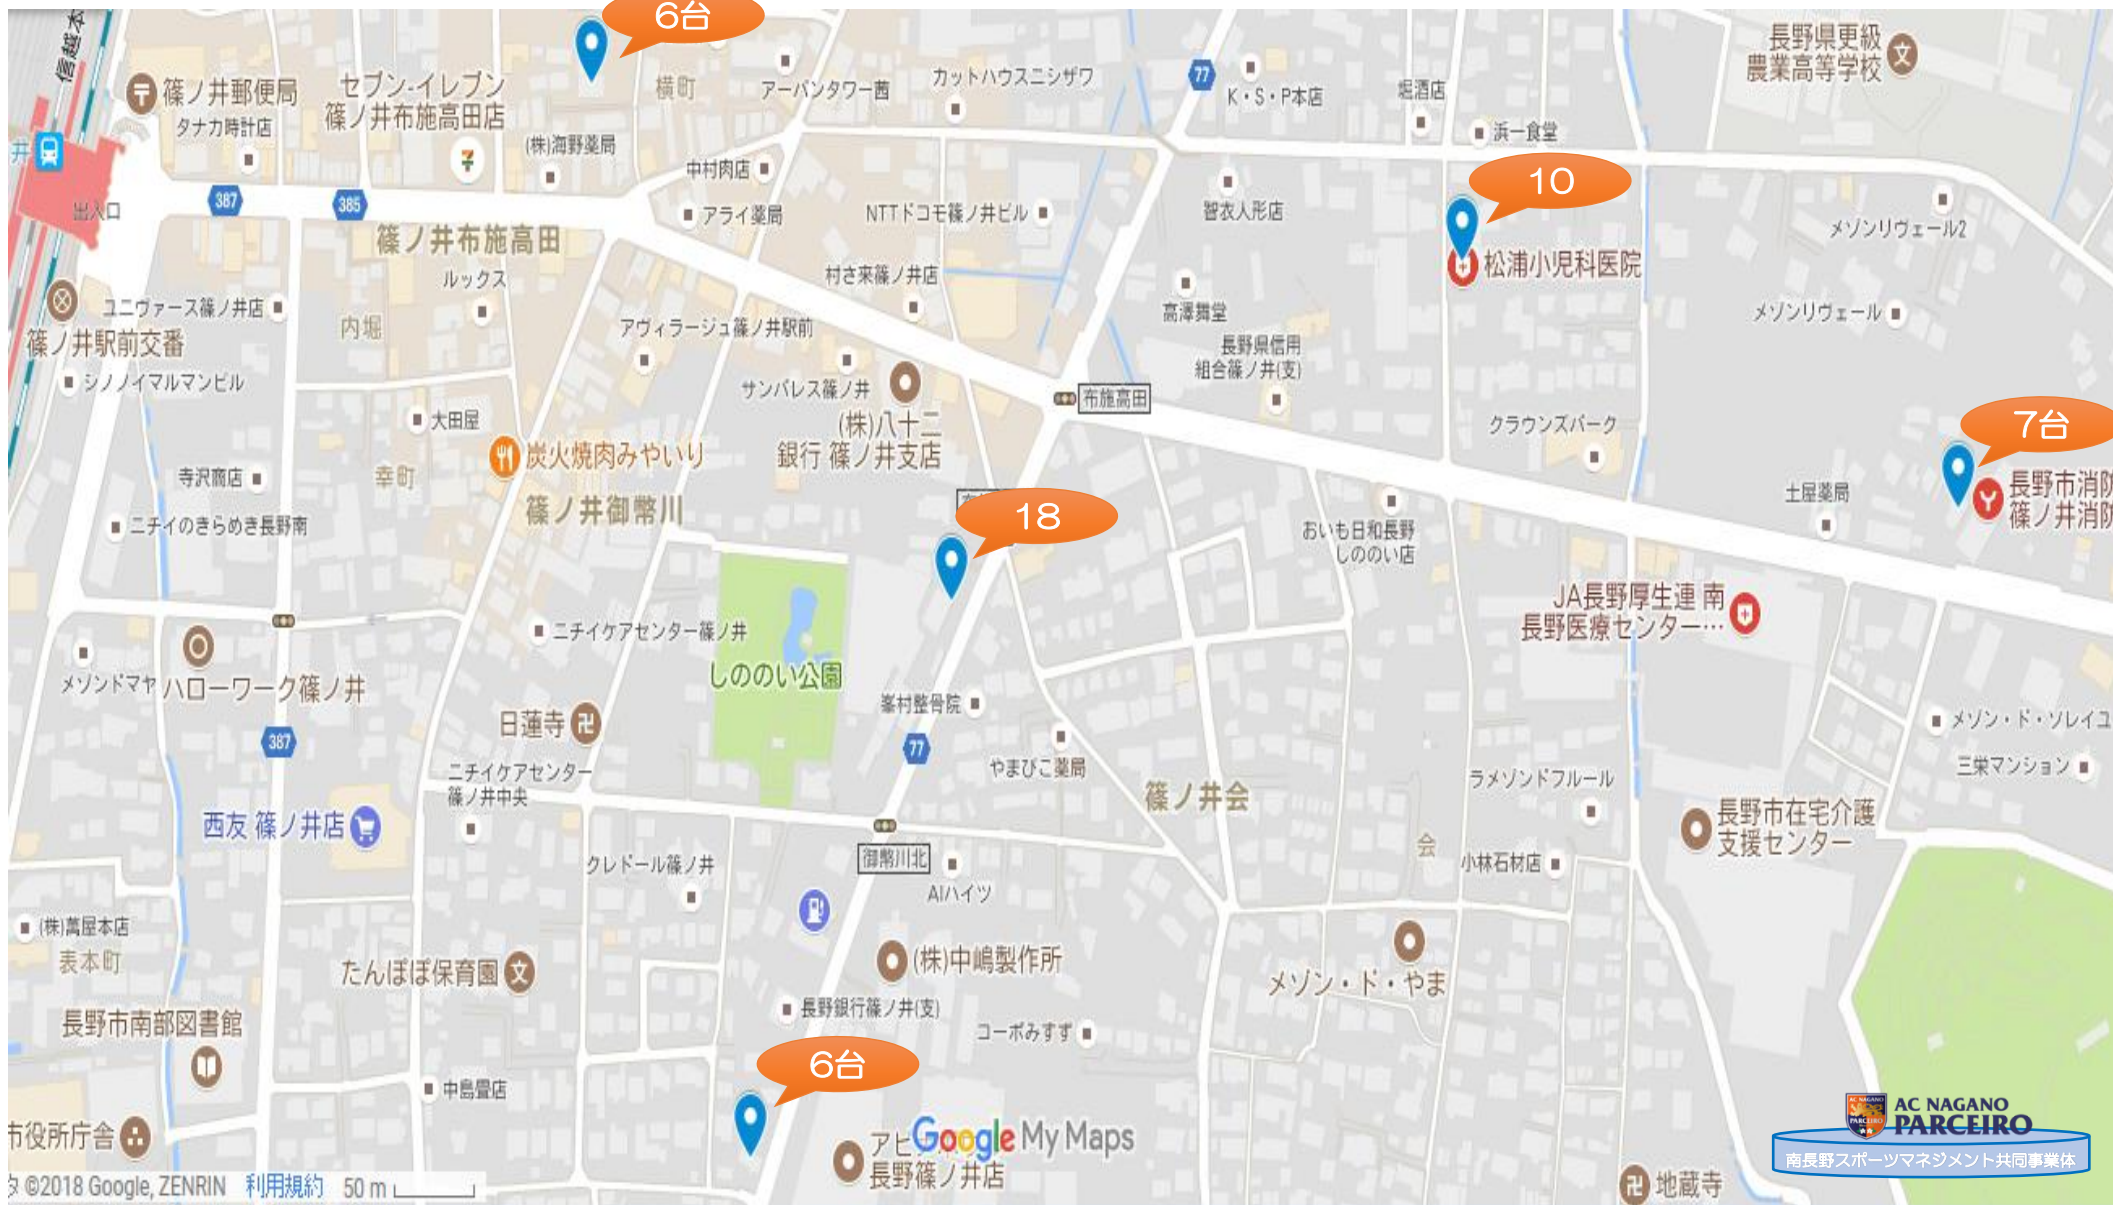 6台
信越本
長野県更級
農業高等学校
篠ノ井郵便局
セブン-イレブン
篠ノ井布施高田店
タナカ時計店
横町
アーバンタワー茜
カットハウスニシザワ
77
K・S・P本店
堀酒店
浜一食堂
(株)海野薬局
中村肉店
井
10
387
385
出入口
アライ薬局
NTTドコモ篠ノ井ビル
智衣人形店
メゾンリヴェール2
篠ノ井布施高田
松浦小児科医院
ルックス
村さ来篠ノ井店
ユニヴァース篠ノ井店
内堀
アヴィラージュ篠ノ井駅前
高澤舞堂
メゾンリヴェール
篠ノ井駅前交番
長野県信用
組合篠ノ井(支)
シノノイマルマンビル
サンパレス篠ノ井
布施高田
大田屋
(株)八十二
銀行 篠ノ井支店
クラウンズパーク
7台
炭火焼肉みやいり
寺沢商店
幸町
土屋薬局
長野市消防
篠ノ井消防
篠ノ井御幣川
18
ニチイのきらめき長野南
おいも日和長野
しののい店
JA長野厚生連 南
長野医療センター…
ニチイケアセンター篠ノ井
しののい公園
メゾンドマヤ
ハローワーク篠ノ井
峯村整骨院
日蓮寺
メゾン・ド・ソレイユ
387
77
やまびこ薬局
三栄マンション
ニチイケアセンター
篠ノ井中央
篠ノ井会
ラメゾンドフルール
西友 篠ノ井店
長野市在宅介護
支援センター
御幣川北
会
クレドール篠ノ井
小林石材店
AIハイツ
(株)萬屋本店
表本町
たんぽぽ保育園
(株)中嶋製作所
メゾン・ド・やま
長野銀行篠ノ井(支)
長野市南部図書館
コーポみすず
6台
中島畳店
市役所庁舎
アピ
長野篠ノ井店
Google My Maps
AC NAGANO
PARCEIRO
南長野スポーツマネジメント共同事業体
地蔵寺
タ ©2018 Google, ZENRIN 利用規約 50 m